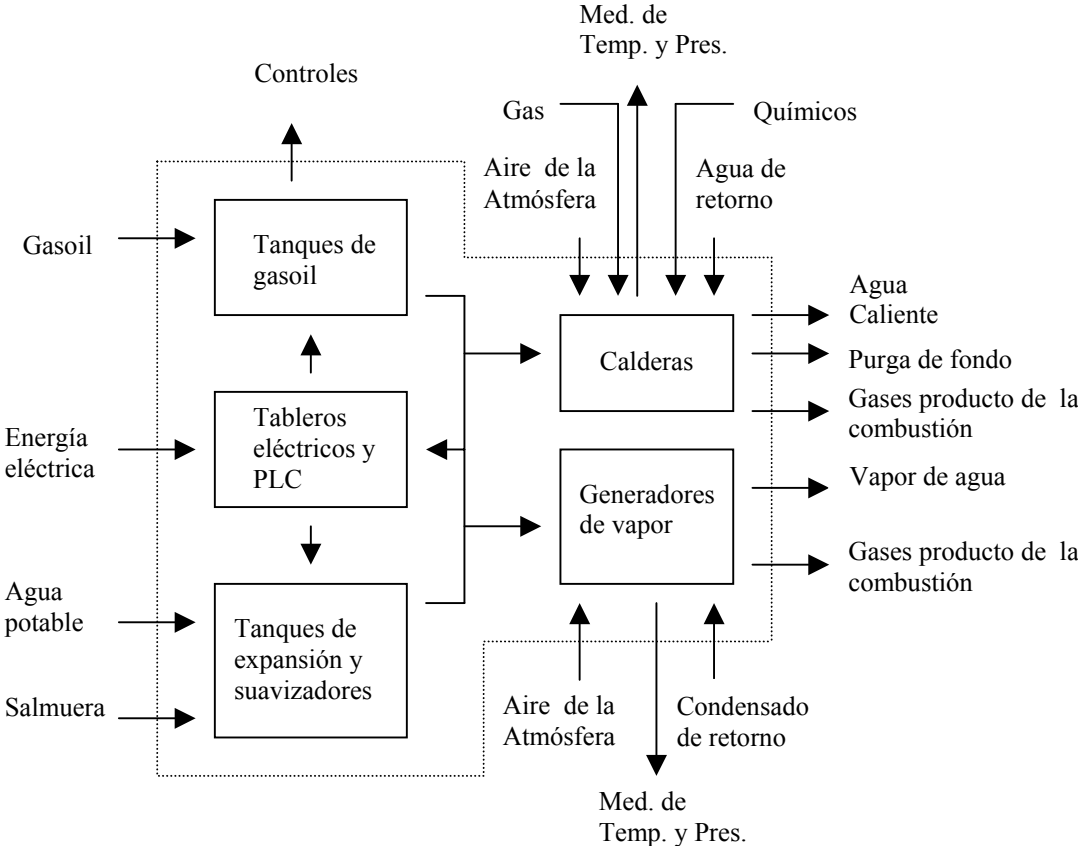 Med. de
Temp. y Pres.
Controles
Gas
Químicos
Aire de la
Atmósfera
Agua de
retorno
Gasoil
Tanques de
gasoil
Agua
Caliente
Calderas
Purga de fondo
Gases producto de la
combustión
Energía
eléctrica
Tableros
eléctricos y
PLC
Generadores
de vapor
Vapor de agua
Gases producto de la
combustión
Agua
potable
Tanques de
expansión y
suavizadores
Salmuera
Aire de la
Atmósfera
Condensado
de retorno
Med. de
Temp. y Pres.